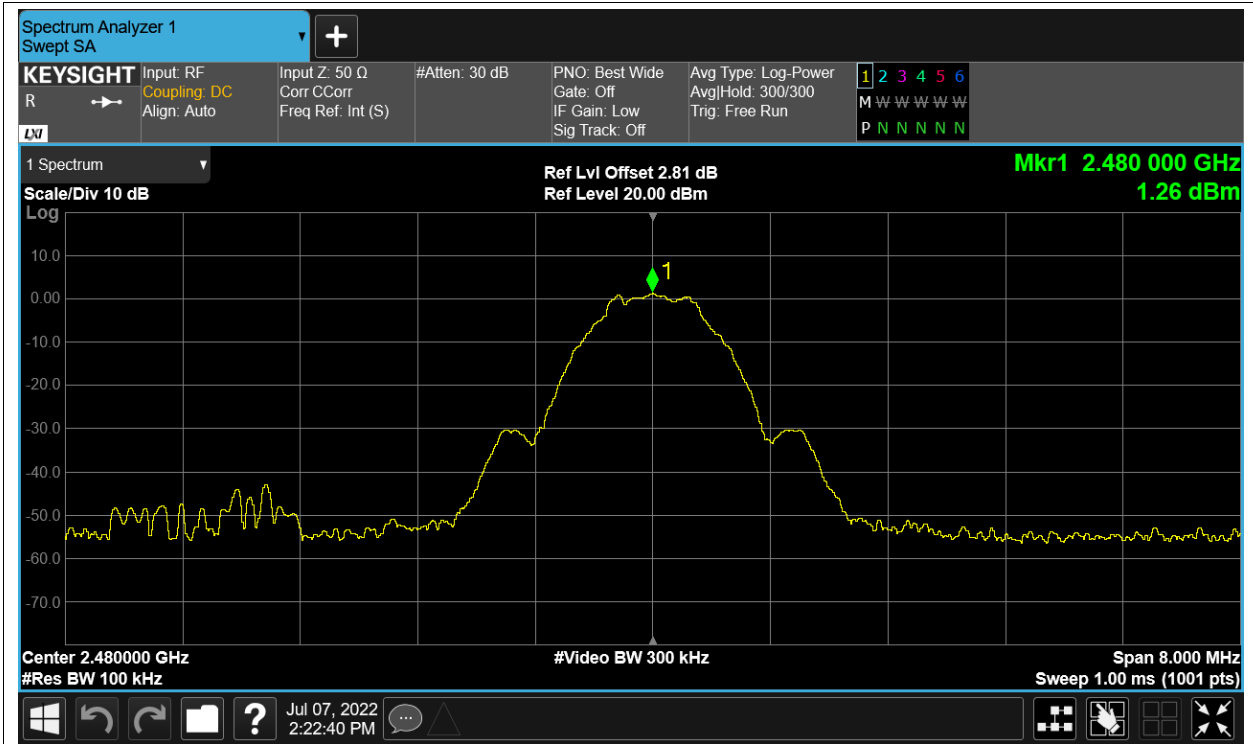 Spectrum Analyzer 1
Swept SA
+
KEYSIGHT
R
LXI
Input: RF
Coupling: DC
Align: Auto
Input Z: 50 Ω
Corr CCorr
Freq Ref: Int (S)
#Atten: 30 dB
PNO: Best Wide
Gate: Off
IF Gain: Low
Sig Track: Off
Avg Type: Log-Power
Avg|Hold: 300/300
Trig: Free Run
1 2 3 4 5 6
M W W W W W
P N N N N N
1 Spectrum
Scale/Div 10 dB
Log
Ref Lvl Offset 2.81 dB
Ref Level 20.00 dBm
Mkr1 2.480 000 GHz
1.26 dBm
1
10.0
0.00
-10.0
-20.0
-30.0
-40.0
-50.0
-60.0
-70.0
Center 2.480000 GHz
#Res BW 100 kHz
#Video BW 300 kHz
Span 8.000 MHz
Sweep 1.00 ms (1001 pts)
?
Jul 07, 2022
2:22:40 PM